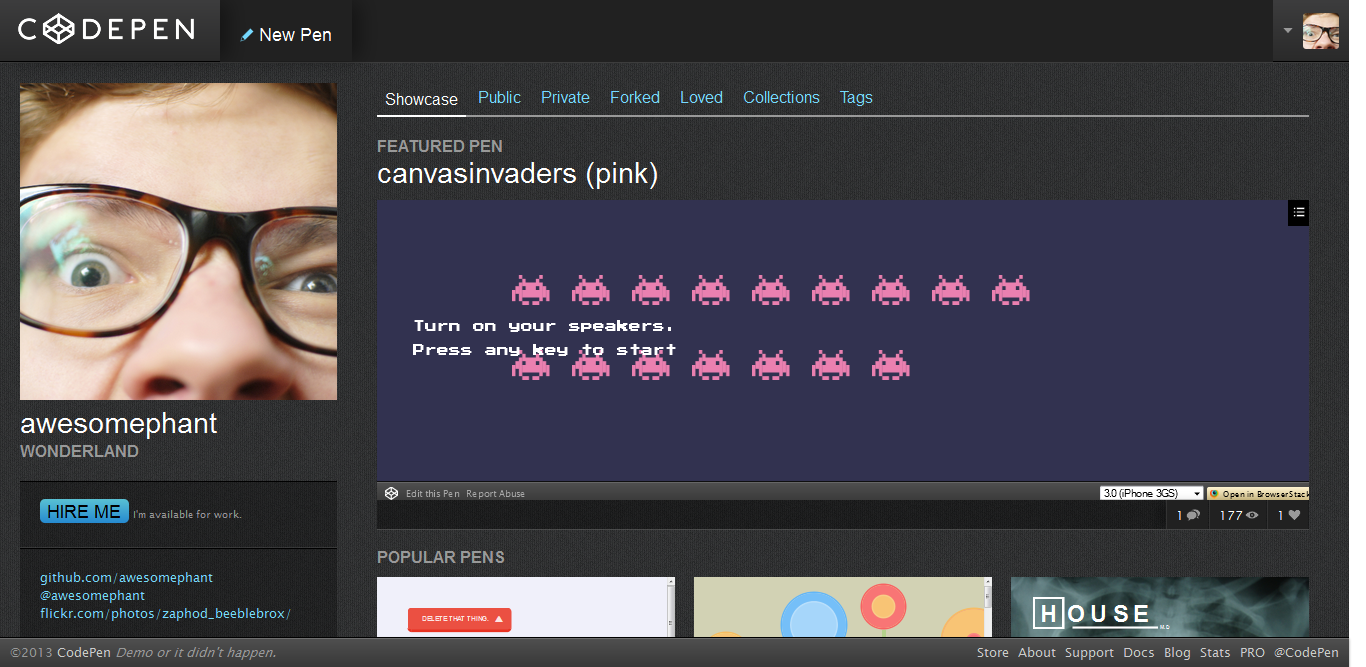 CODEPEN
New Pen
Showcase Public Private Forked Loved Collections Tags
FEATURED PEN
canvasinvaders (pink)
Turn on your speakers.
Press any key to start
Edit this Pen Report Abuse
3.0 (iPhone 3GS)
Open in BrowserStack
1 177 1
awesomephant
WONDERLAND
HIRE ME I'm available for work.
github.com/awesomephant
@awesomephant
flickr.com/photos/zaphod_beeblebrox/
POPULAR PENS
DELETE THAT THING.
HOUSE M.D.
©2013 CodePen Demo or it didn't happen.
Store About Support Docs Blog Stats PRO @CodePen